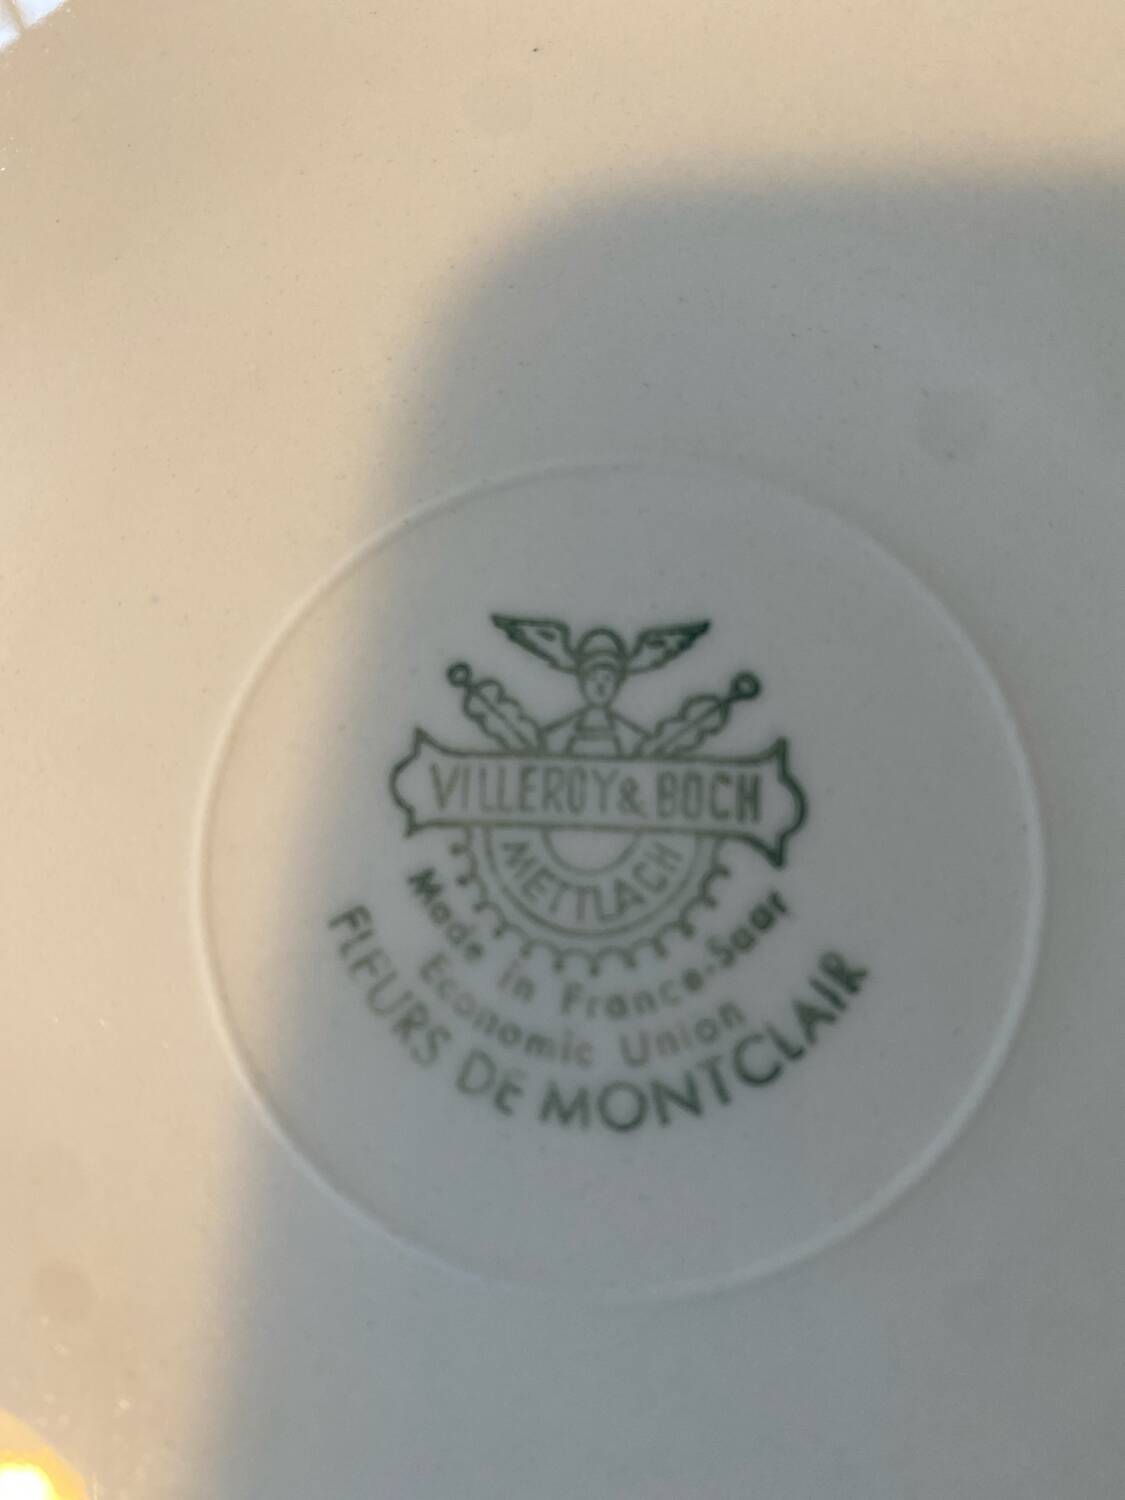 VILLEROY & BOCH
METTLACH
Made in France-Saar
Economic Union
FLEURS DE MONTCLAIR